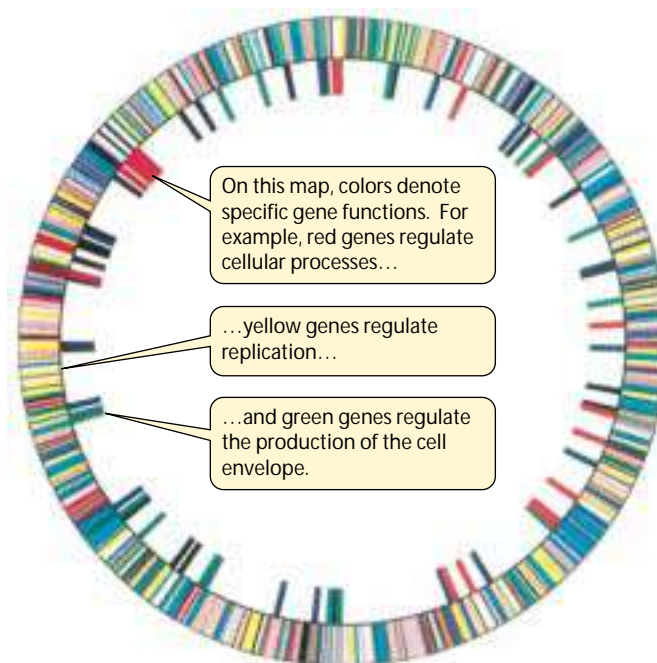 On this map, colors denote
specific gene functions. For
example, red genes regulate
cellular processes…
…yellow genes regulate
replication…
…and green genes regulate
the production of the cell
envelope.